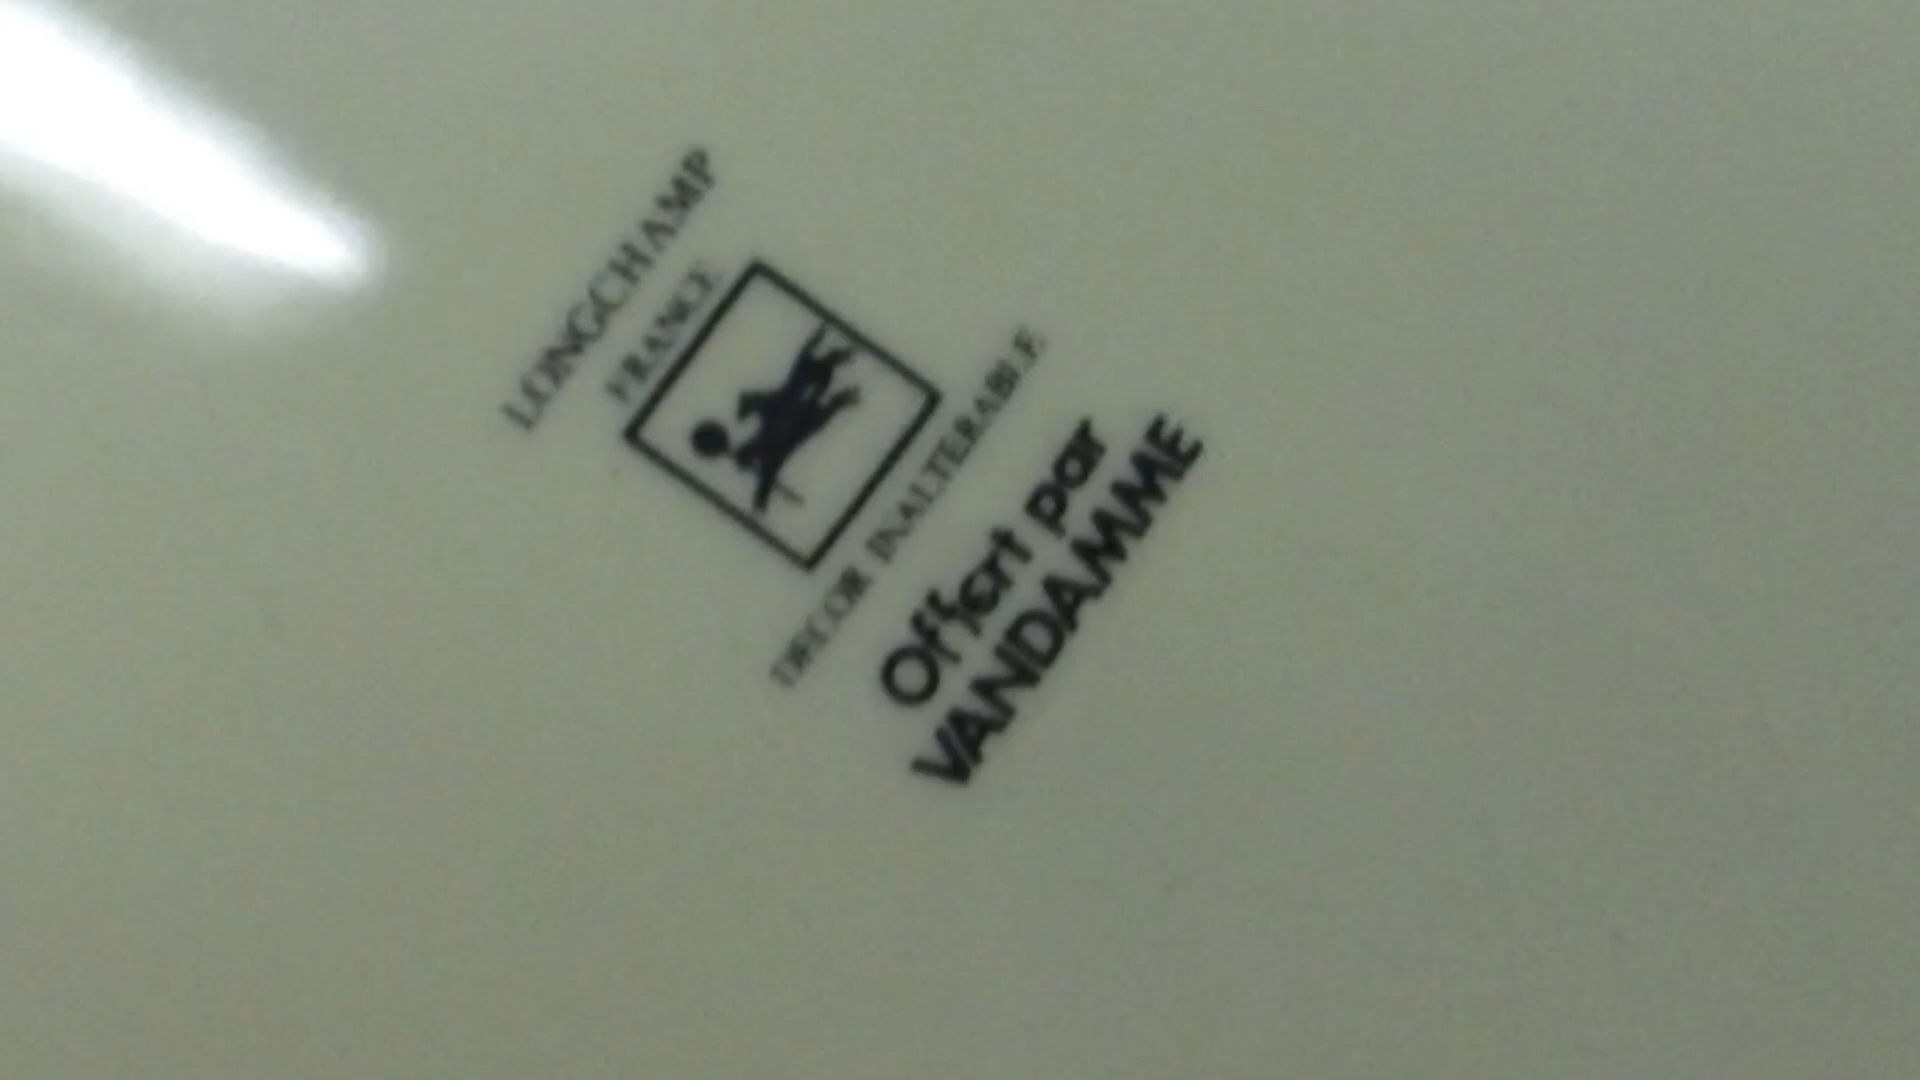 LONGCHAMP
FRANCE
DECOR INALTERABLE
Offert par
VANDAMME